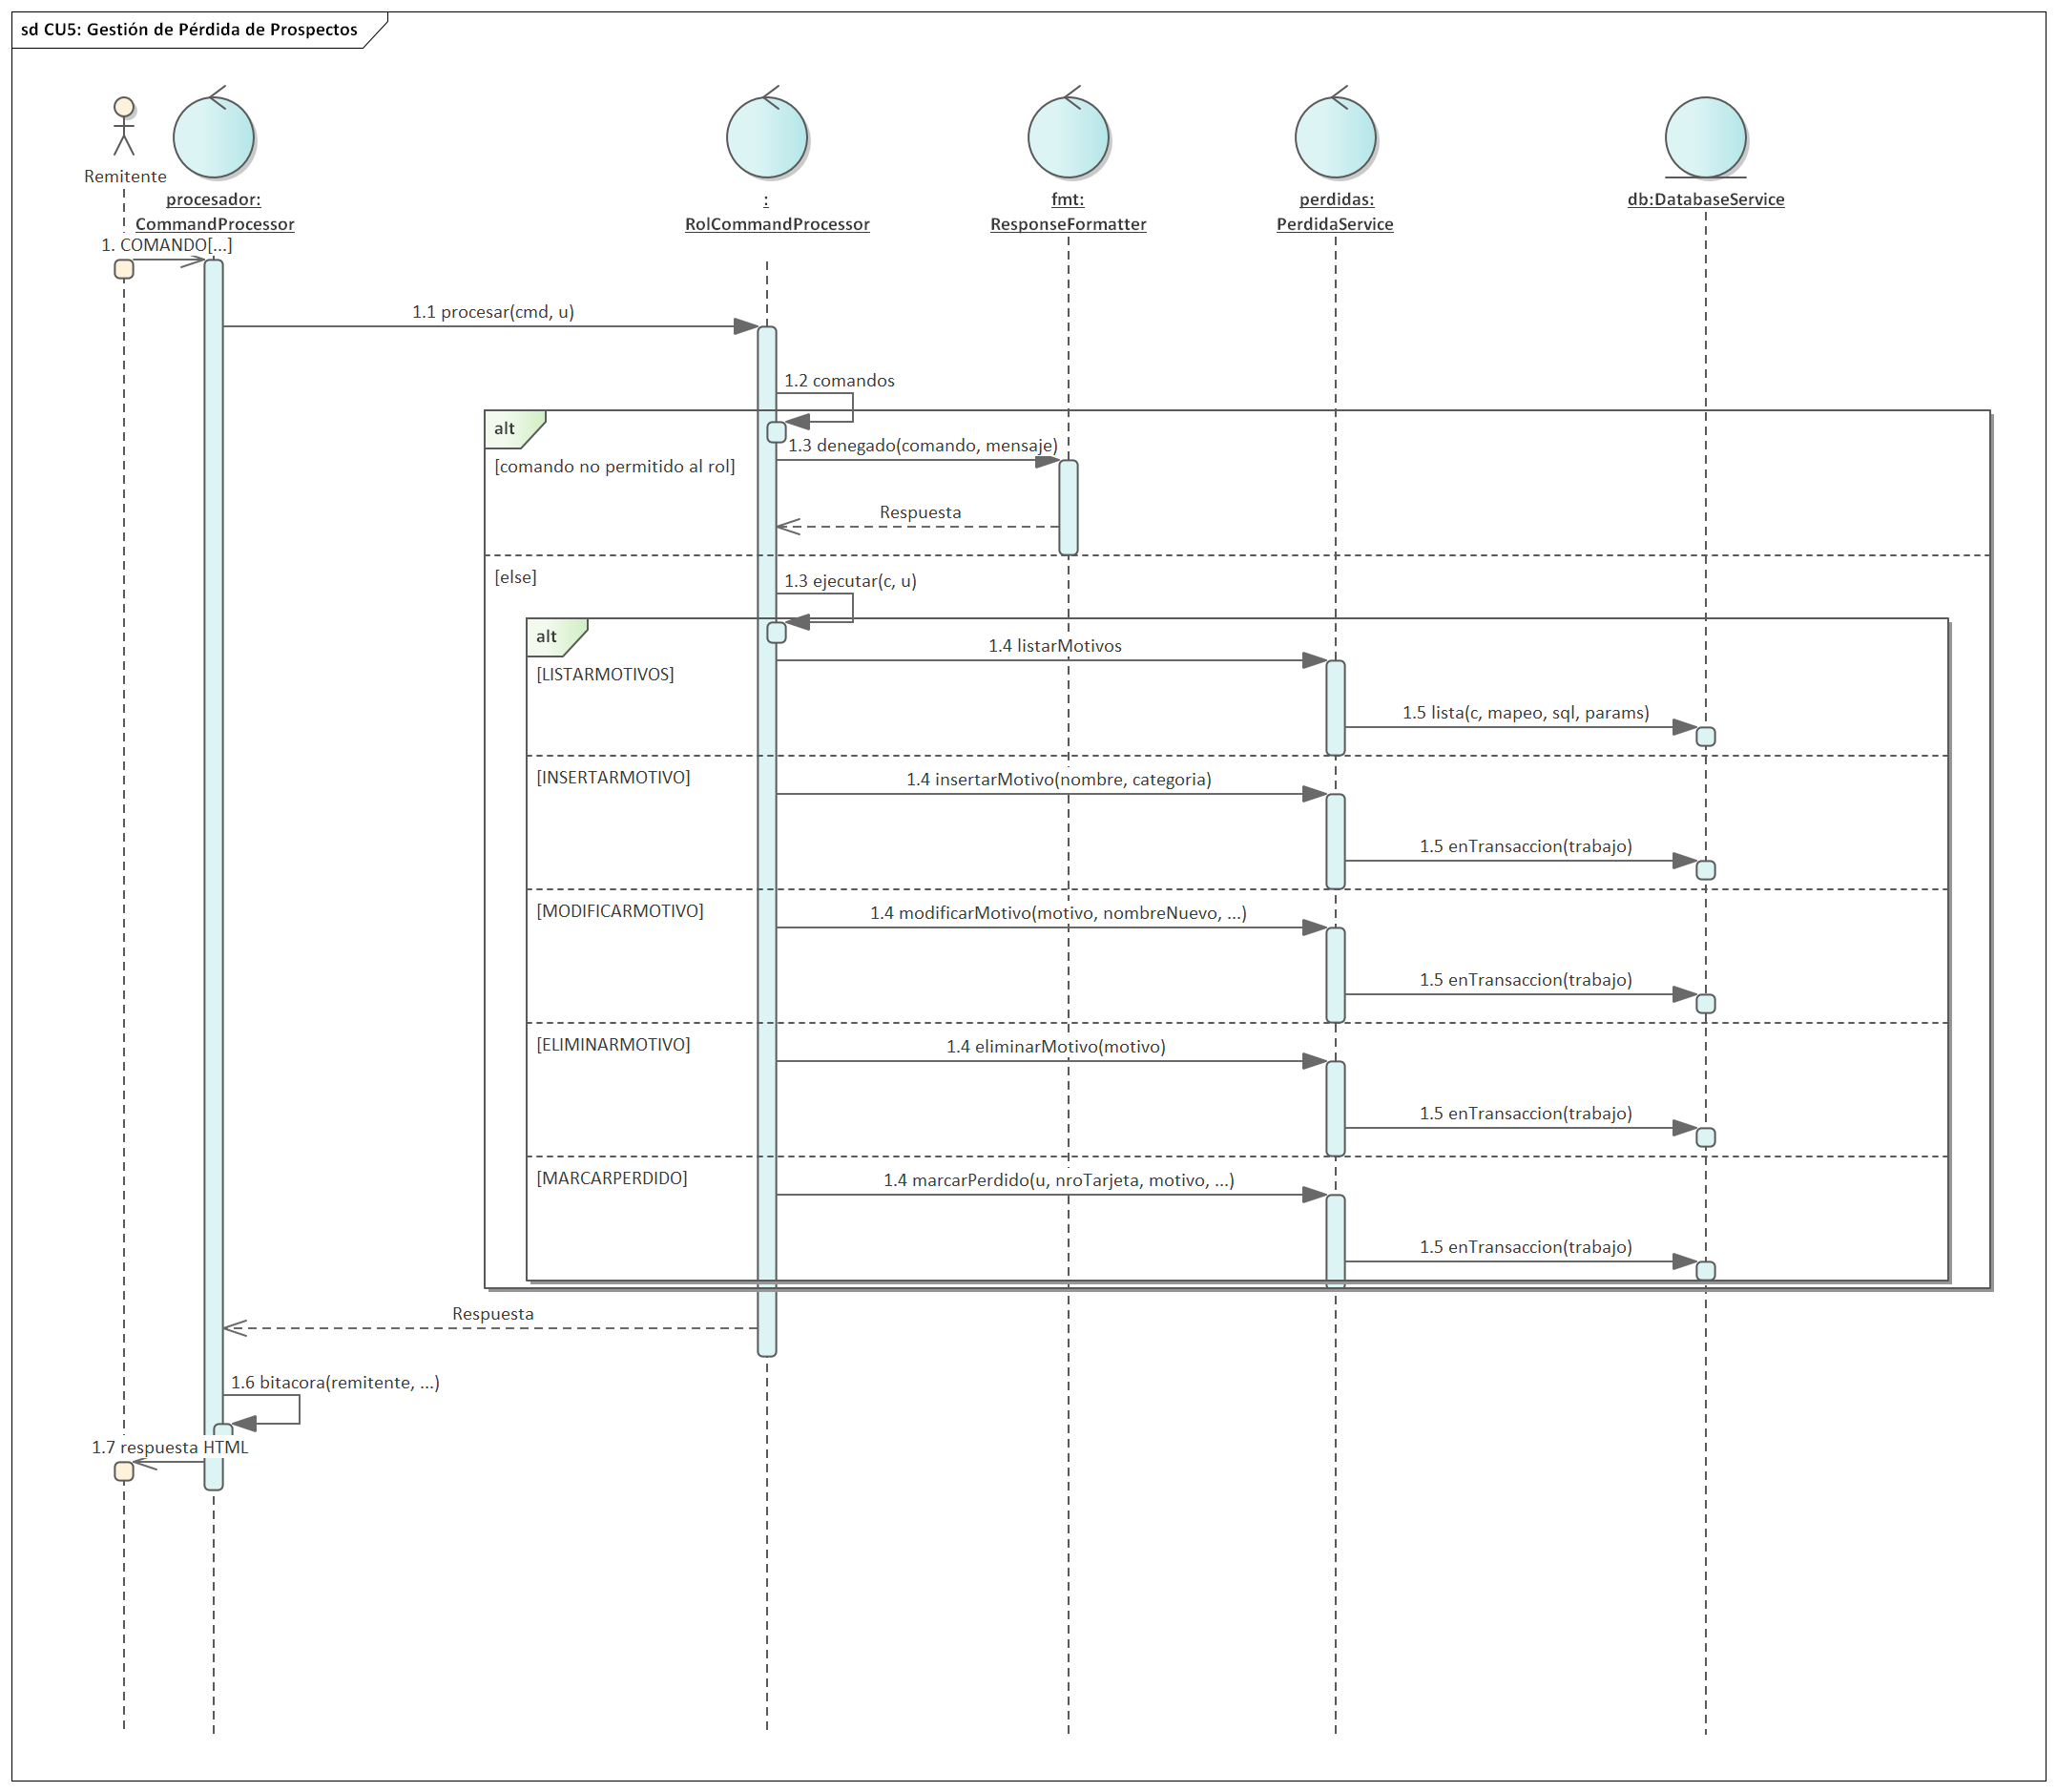 sd CU5: Gestión de Pérdida de Prospectos
Remitente
procesador:
CommandProcessor
:
RolCommandProcessor
fmt:
ResponseFormatter
perdidas:
PerdidaService
db:DatabaseService
1. COMANDO[...]
1.1 procesar(cmd, u)
1.2 comandos
alt
1.3 denegado(comando, mensaje)
[comando no permitido al rol]
Respuesta
[else]
1.3 ejecutar(c, u)
alt
1.4 listarMotivos
[LISTARMOTIVOS]
1.5 lista(c, mapeo, sql, params)
[INSERTARMOTIVO]
1.4 insertarMotivo(nombre, categoria)
1.5 enTransaccion(trabajo)
[MODIFICARMOTIVO]
1.4 modificarMotivo(motivo, nombreNuevo, ...)
1.5 enTransaccion(trabajo)
[ELIMINARMOTIVO]
1.4 eliminarMotivo(motivo)
1.5 enTransaccion(trabajo)
[MARCARPERDIDO]
1.4 marcarPerdido(u, nroTarjeta, motivo, ...)
1.5 enTransaccion(trabajo)
Respuesta
1.6 bitacora(remitente, ...)
1.7 respuesta HTML